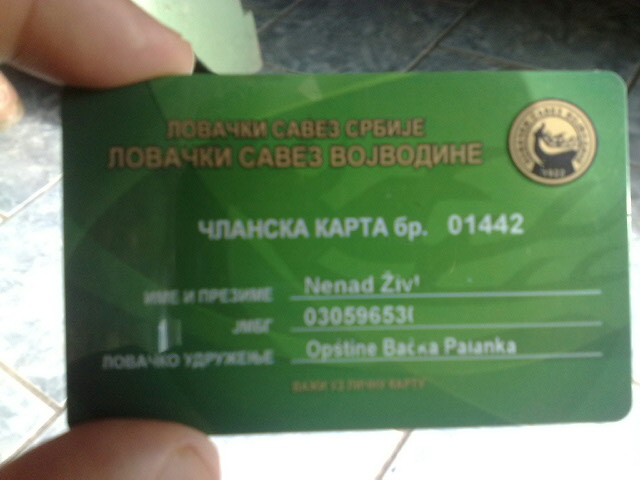 ЛОВАЧКИ САВЕЗ СРБИЈЕ
ЛОВАЧКИ САВЕЗ ВОЈВОДИНЕ
ЧЛАНСКА КАРТА бр. 01442
ИМЕ И ПРЕЗИМЕ Nenad
ЈМБГ
ЛОВАЧКО УДРУЖЕЊЕ Opštine Bačka Palanka
ВАЖИ УЗ ЛИЧНУ КАРТУ
1922